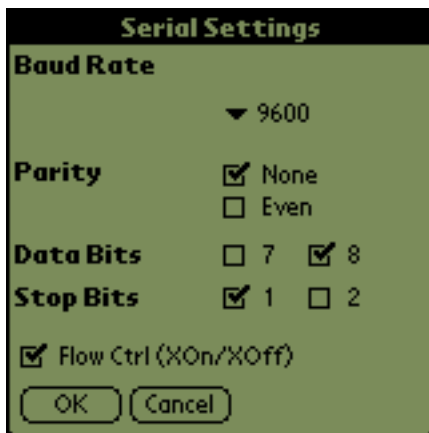 Serial Settings
Baud Rate
9600
Parity None
Even
Data Bits 7 8
Stop Bits 1 2
Flow Ctrl (XOn/XOff)
OK Cancel